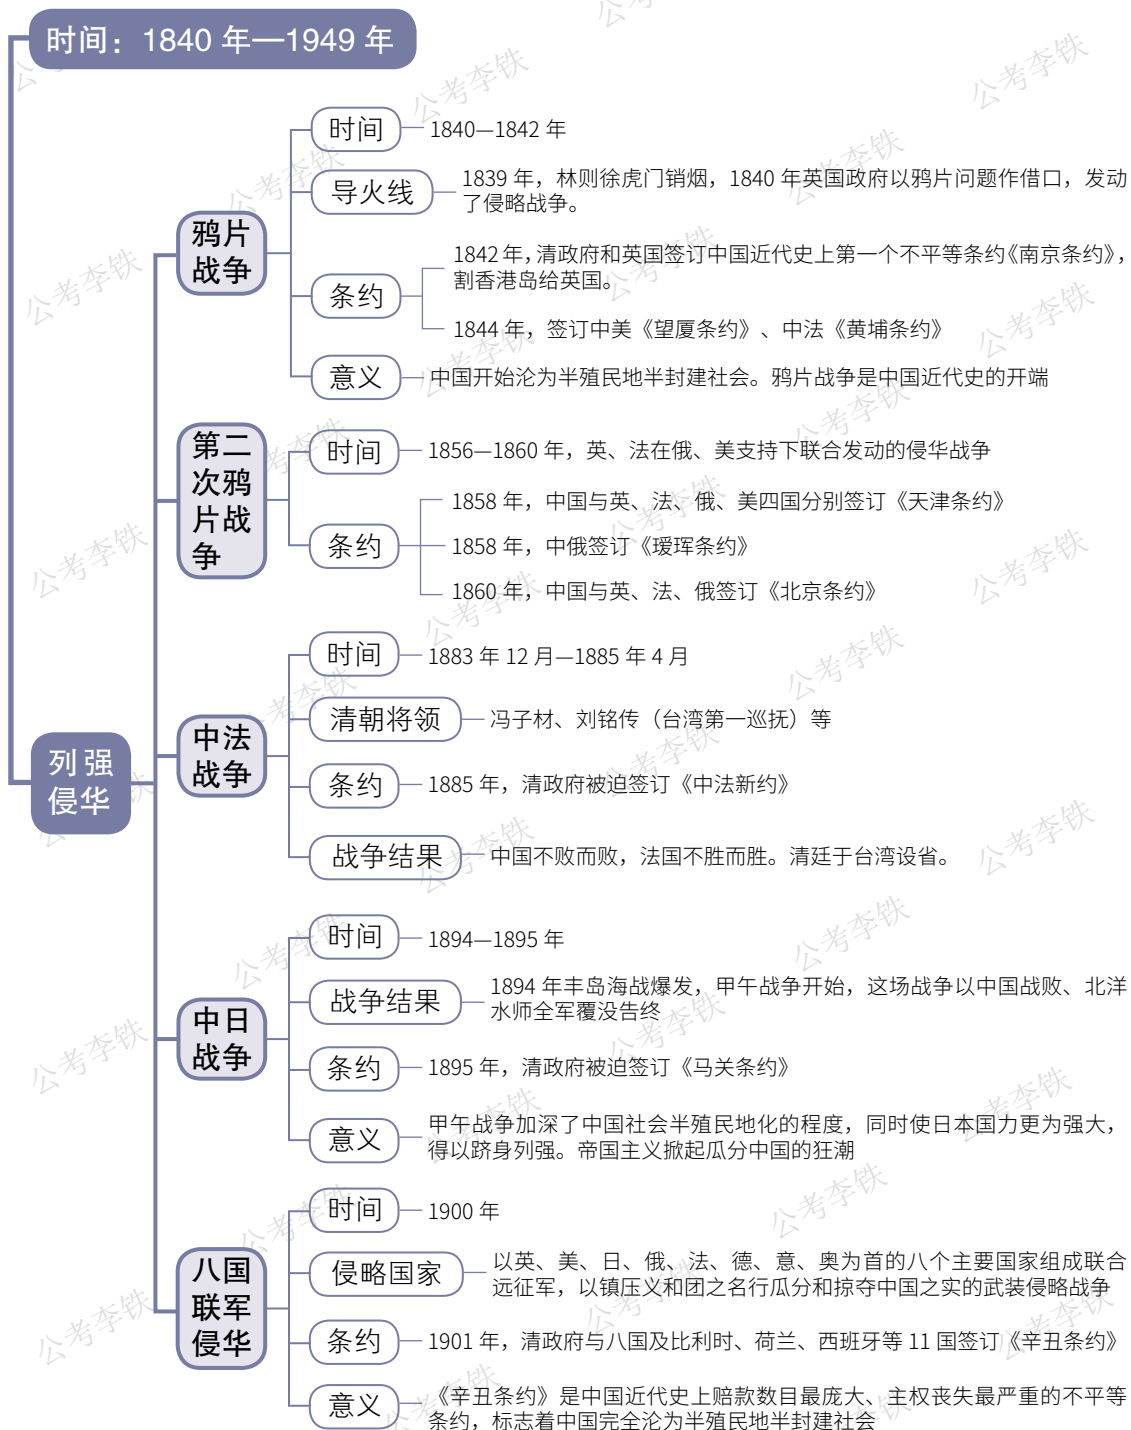 时间：1840 年—1949 年
列强
侵华
鸦片
战争
时间
1840—1842 年
导火线
1839 年，林则徐虎门销烟，1840 年英国政府以鸦片问题作借口，发动
了侵略战争。
条约
1842 年，清政府和英国签订中国近代史上第一个不平等条约《南京条约》，
割香港岛给英国。
1844 年，签订中美《望厦条约》、中法《黄埔条约》
意义
中国开始沦为半殖民地半封建社会。鸦片战争是中国近代史的开端
第二
次鸦
片战
争
时间
1856—1860 年，英、法在俄、美支持下联合发动的侵华战争
条约
1858 年，中国与英、法、俄、美四国分别签订《天津条约》
1858 年，中俄签订《瑷珲条约》
1860 年，中国与英、法、俄签订《北京条约》
中法
战争
时间
1883 年 12 月—1885 年 4 月
清朝将领
冯子材、刘铭传（台湾第一巡抚）等
条约
1885 年，清政府被迫签订《中法新约》
战争结果
中国不败而败，法国不胜而胜。清廷于台湾设省。
中日
战争
时间
1894—1895 年
战争结果
1894 年丰岛海战爆发，甲午战争开始，这场战争以中国战败、北洋
水师全军覆没告终
条约
1895 年，清政府被迫签订《马关条约》
意义
甲午战争加深了中国社会半殖民地化的程度，同时使日本国力更为强大，
得以跻身列强。帝国主义掀起瓜分中国的狂潮
八国
联军
侵华
时间
1900 年
侵略国家
以英、美、日、俄、法、德、意、奥为首的八个主要国家组成联合
远征军，以镇压义和团之名行瓜分和掠夺中国之实的武装侵略战争
条约
1901 年，清政府与八国及比利时、荷兰、西班牙等 11 国签订《辛丑条约》
意义
《辛丑条约》是中国近代史上赔款数目最庞大、主权丧失最严重的不平等
条约，标志着中国完全沦为半殖民地半封建社会
公考李铁